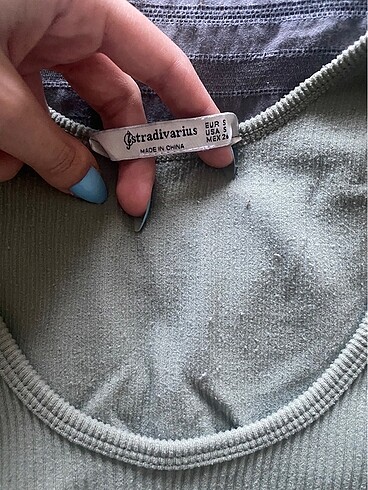 stradivarius
MADE IN CHINA
EUR S
USA S
MEX 26